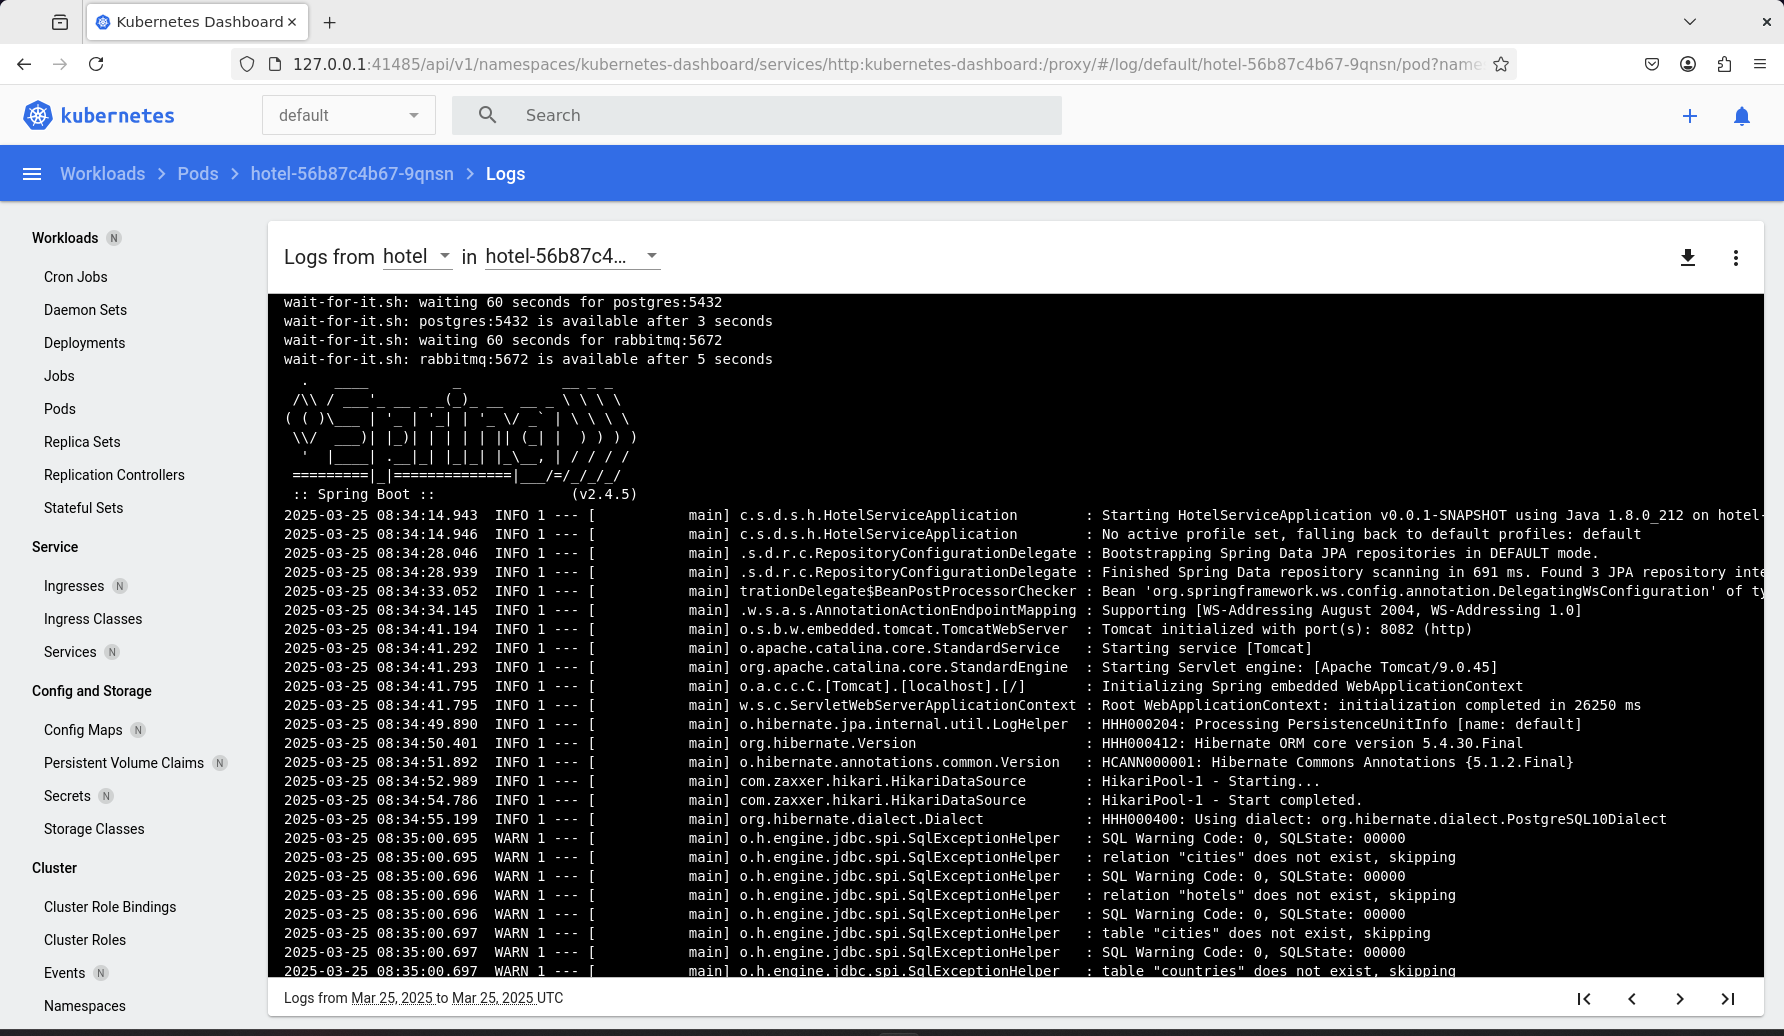 Kubernetes Dashboard
127.0.0.1:41485/api/v1/namespaces/kubernetes-dashboard/services/http:kubernetes-dashboard:/proxy/#/log/default/hotel-56b87c4b67-9qnsn/pod?name
kubernetes
default
Search
Workloads > Pods > hotel-56b87c4b67-9qnsn > Logs
Workloads N
Cron Jobs
Daemon Sets
Deployments
Jobs
Pods
Replica Sets
Replication Controllers
Stateful Sets
Service
Ingresses N
Ingress Classes
Services N
Config and Storage
Config Maps N
Persistent Volume Claims N
Secrets N
Storage Classes
Cluster
Cluster Role Bindings
Cluster Roles
Events N
Namespaces
Logs from hotel in hotel-56b87c4...
wait-for-it.sh: waiting 60 seconds for postgres:5432
wait-for-it.sh: postgres:5432 is available after 3 seconds
wait-for-it.sh: waiting 60 seconds for rabbitmq:5672
wait-for-it.sh: rabbitmq:5672 is available after 5 seconds
  .   ____          _            __ _ _
 /\\ / ___'_ __ _ _(_)_ __  __ _ \ \ \ \
( ( )\___ | '_ | '_| | '_ \/ _` | \ \ \ \
 \\/  ___)| |_)| | | | | || (_| |  ) ) ) )
  '  |____| .__|_| |_|_| |_\__, | / / / /
 =========|_|==============|___/=/_/_/_/
 :: Spring Boot ::                (v2.4.5)
2025-03-25 08:34:14.943  INFO 1 --- [           main] c.s.d.s.h.HotelServiceApplication        : Starting HotelServiceApplication v0.0.1-SNAPSHOT using Java 1.8.0_212 on hotel-
2025-03-25 08:34:14.946  INFO 1 --- [           main] c.s.d.s.h.HotelServiceApplication        : No active profile set, falling back to default profiles: default
2025-03-25 08:34:28.046  INFO 1 --- [           main] .s.d.r.c.RepositoryConfigurationDelegate : Bootstrapping Spring Data JPA repositories in DEFAULT mode.
2025-03-25 08:34:28.939  INFO 1 --- [           main] .s.d.r.c.RepositoryConfigurationDelegate : Finished Spring Data repository scanning in 691 ms. Found 3 JPA repository inte
2025-03-25 08:34:33.052  INFO 1 --- [           main] trationDelegate$BeanPostProcessorChecker : Bean 'org.springframework.ws.config.annotation.DelegatingWsConfiguration' of ty
2025-03-25 08:34:34.145  INFO 1 --- [           main] .w.s.a.s.AnnotationActionEndpointMapping : Supporting [WS-Addressing August 2004, WS-Addressing 1.0]
2025-03-25 08:34:41.194  INFO 1 --- [           main] o.s.b.w.embedded.tomcat.TomcatWebServer  : Tomcat initialized with port(s): 8082 (http)
2025-03-25 08:34:41.292  INFO 1 --- [           main] o.apache.catalina.core.StandardService   : Starting service [Tomcat]
2025-03-25 08:34:41.293  INFO 1 --- [           main] org.apache.catalina.core.StandardEngine  : Starting Servlet engine: [Apache Tomcat/9.0.45]
2025-03-25 08:34:41.795  INFO 1 --- [           main] o.a.c.c.C.[Tomcat].[localhost].[/]       : Initializing Spring embedded WebApplicationContext
2025-03-25 08:34:41.795  INFO 1 --- [           main] w.s.c.ServletWebServerApplicationContext : Root WebApplicationContext: initialization completed in 26250 ms
2025-03-25 08:34:49.890  INFO 1 --- [           main] o.hibernate.jpa.internal.util.LogHelper  : HHH000204: Processing PersistenceUnitInfo [name: default]
2025-03-25 08:34:50.401  INFO 1 --- [           main] org.hibernate.Version                    : HHH000412: Hibernate ORM core version 5.4.30.Final
2025-03-25 08:34:51.892  INFO 1 --- [           main] o.hibernate.annotations.common.Version   : HCANN000001: Hibernate Commons Annotations {5.1.2.Final}
2025-03-25 08:34:52.989  INFO 1 --- [           main] com.zaxxer.hikari.HikariDataSource       : HikariPool-1 - Starting...
2025-03-25 08:34:54.786  INFO 1 --- [           main] com.zaxxer.hikari.HikariDataSource       : HikariPool-1 - Start completed.
2025-03-25 08:34:55.199  INFO 1 --- [           main] org.hibernate.dialect.Dialect            : HHH000400: Using dialect: org.hibernate.dialect.PostgreSQL10Dialect
2025-03-25 08:35:00.695  WARN 1 --- [           main] o.h.engine.jdbc.spi.SqlExceptionHelper   : SQL Warning Code: 0, SQLState: 00000
2025-03-25 08:35:00.695  WARN 1 --- [           main] o.h.engine.jdbc.spi.SqlExceptionHelper   : relation "cities" does not exist, skipping
2025-03-25 08:35:00.696  WARN 1 --- [           main] o.h.engine.jdbc.spi.SqlExceptionHelper   : SQL Warning Code: 0, SQLState: 00000
2025-03-25 08:35:00.696  WARN 1 --- [           main] o.h.engine.jdbc.spi.SqlExceptionHelper   : relation "hotels" does not exist, skipping
2025-03-25 08:35:00.696  WARN 1 --- [           main] o.h.engine.jdbc.spi.SqlExceptionHelper   : SQL Warning Code: 0, SQLState: 00000
2025-03-25 08:35:00.697  WARN 1 --- [           main] o.h.engine.jdbc.spi.SqlExceptionHelper   : table "cities" does not exist, skipping
2025-03-25 08:35:00.697  WARN 1 --- [           main] o.h.engine.jdbc.spi.SqlExceptionHelper   : SQL Warning Code: 0, SQLState: 00000
2025-03-25 08:35:00.697  WARN 1 --- [           main] o.h.engine.jdbc.spi.SqlExceptionHelper   : table "countries" does not exist, skipping
Logs from Mar 25, 2025 to Mar 25, 2025 UTC